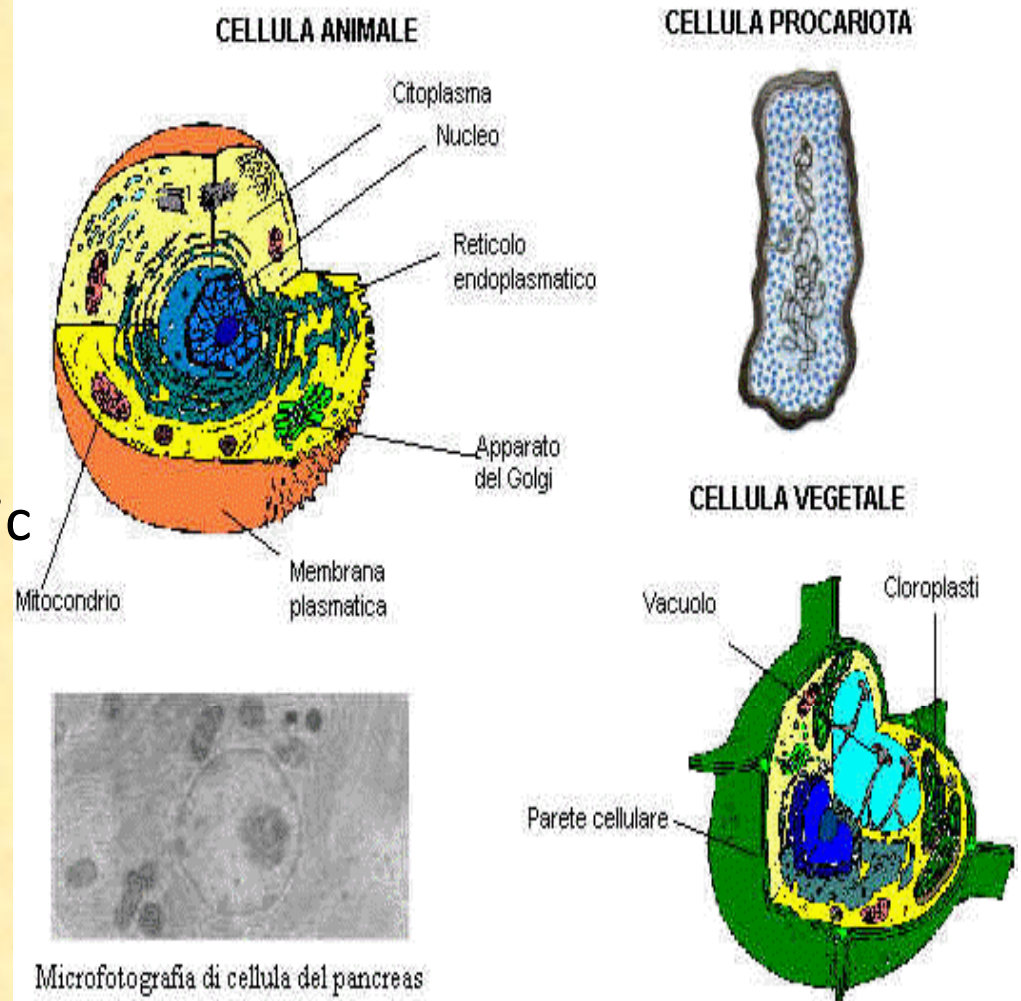 CELLULA ANIMALE
Citoplasma
Nucleo
Reticolo
endoplasmatico
Apparato
del Golgi
Membrana
plasmatica
Mitocondrio
c
Microfotografia di cellula del pancreas
CELLULA PROCARIOTA
CELLULA VEGETALE
Vacuolo
Cloroplasti
Parete cellulare